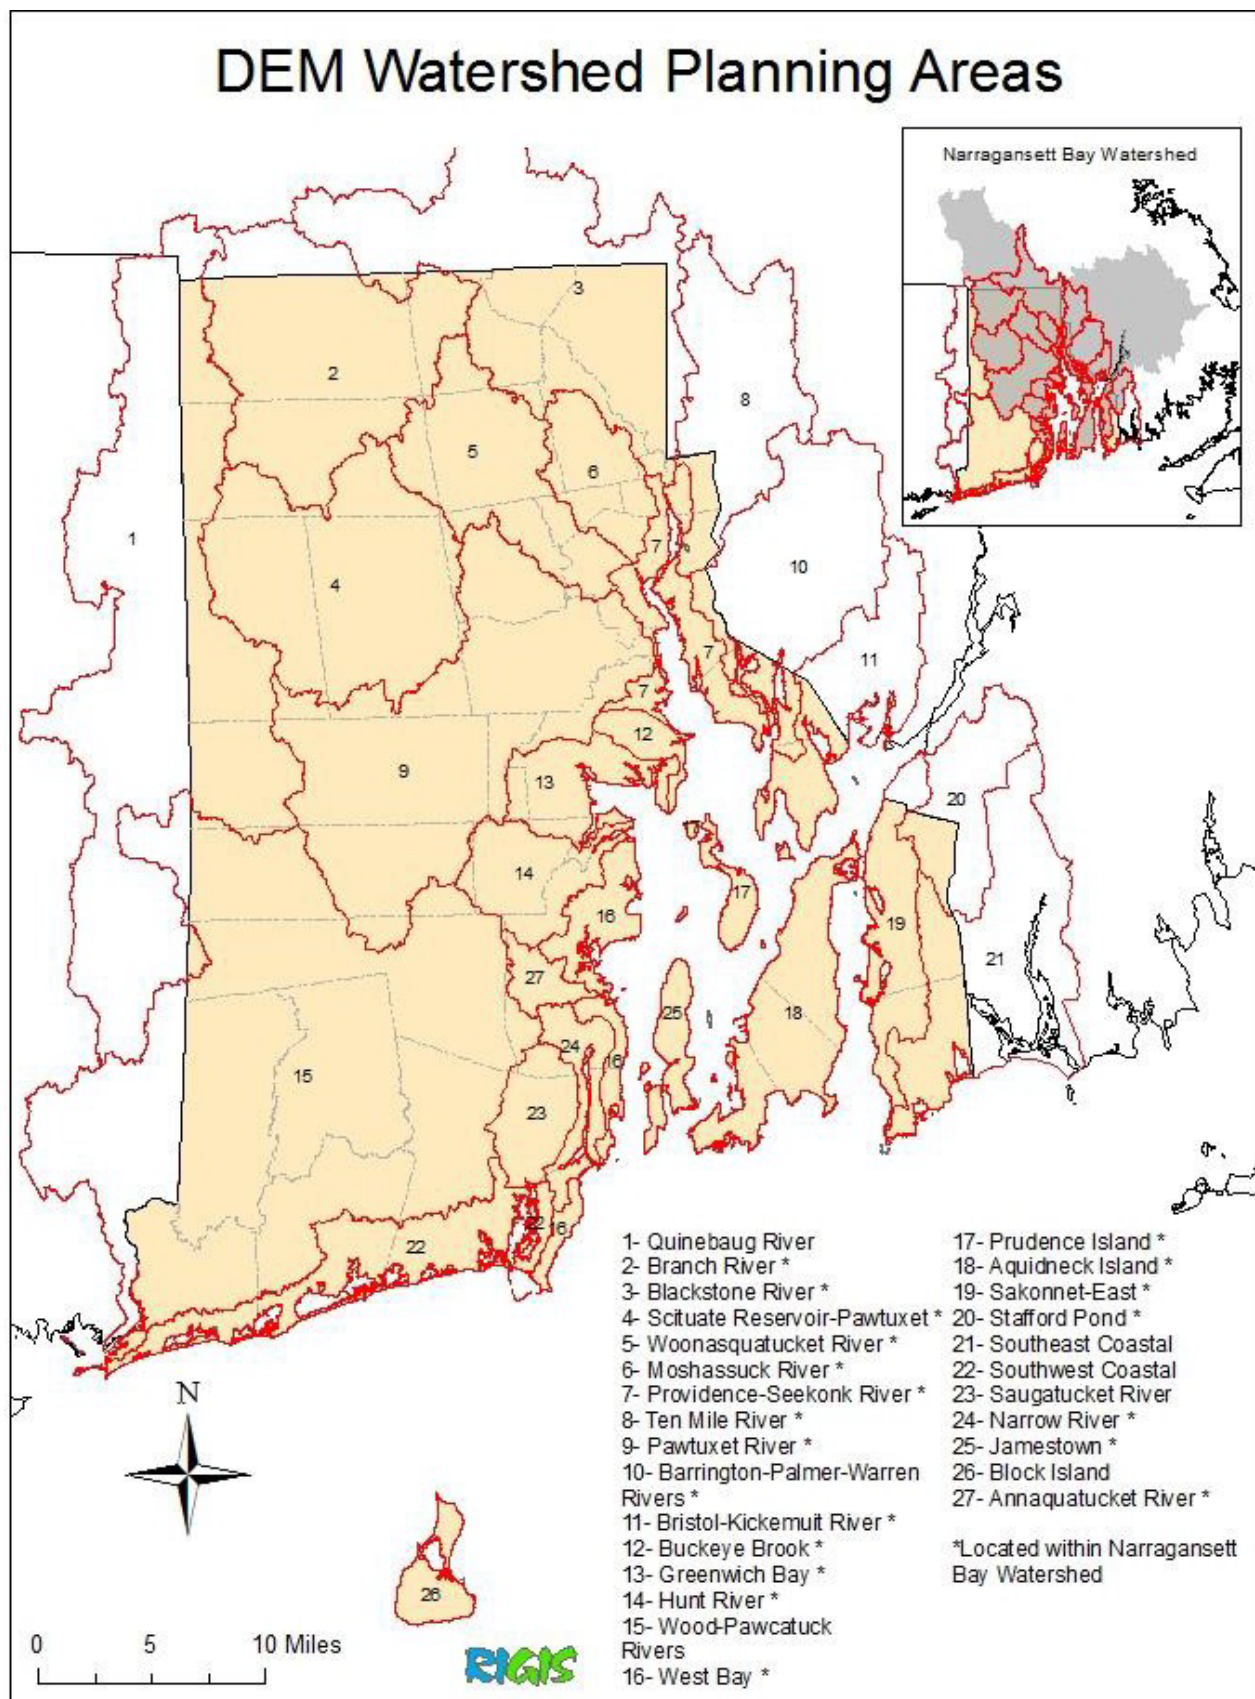 DEM Watershed Planning Areas
Narragansett Bay Watershed
3
2
8
5
6
1
7
10
4
7
11
7
12
9
13
20
14
17
16
19
21
27
25
18
24
16
15
23
22
16
22
1- Quinebaug River
2- Branch River *
3- Blackstone River *
4- Scituate Reservoir-Pawtuxet *
5- Woonasquatucket River *
6- Moshassuck River *
7- Providence-Seekonk River *
8- Ten Mile River *
9- Pawtuxet River *
10- Barrington-Palmer-Warren
Rivers *
11- Bristol-Kickemuit River *
12- Buckeye Brook *
13- Greenwich Bay *
14- Hunt River *
15- Wood-Pawcatuck
Rivers
16- West Bay *
17- Prudence Island *
18- Aquidneck Island *
19- Sakonnet-East *
20- Stafford Pond *
21- Southeast Coastal
22- Southwest Coastal
23- Saugatucket River
24- Narrow River *
25- Jamestown *
26- Block Island
27- Annaquatucket River *
*Located within Narragansett
Bay Watershed
N
26
0 5 10 Miles
RIGIS